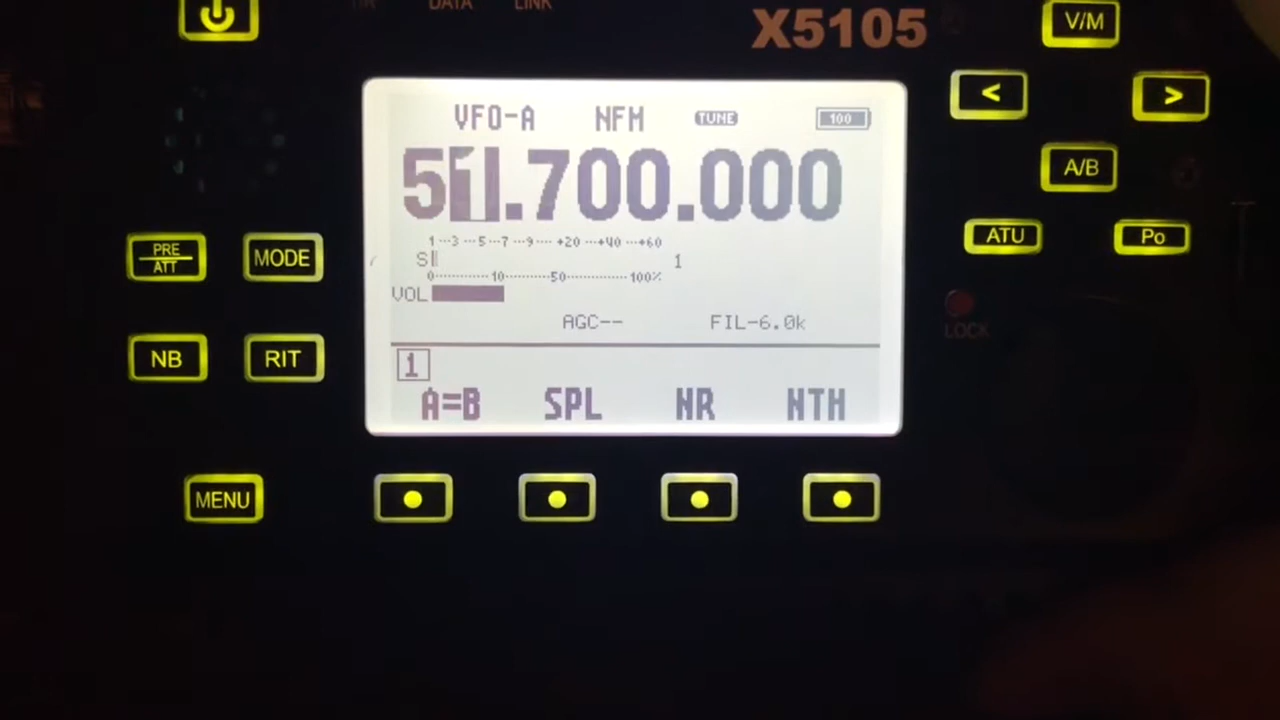 DATA LINK
X5105
V/M
< >
VFO-A NFM TUNE 100
51.700.000
A/B
PRE
ATT
MODE
ATU Po
1···3···5···7···9···· +20 ···+40 ···+60
S 1
0··········10··········50············100%
VOL
AGC-- FIL-6.0k
LOCK
NB RIT
1
A=B SPL NR NTH
MENU